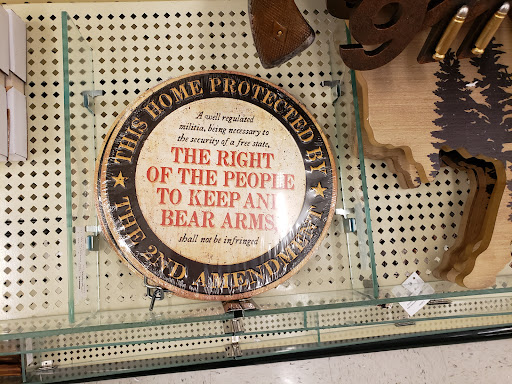 THIS HOME PROTECTED BY
A well regulated
militia, being necessary to
the security of a free state,
THE RIGHT
OF THE PEOPLE
TO KEEP AND
BEAR ARMS,
shall not be infringed
THE 2ND AMENDMENT